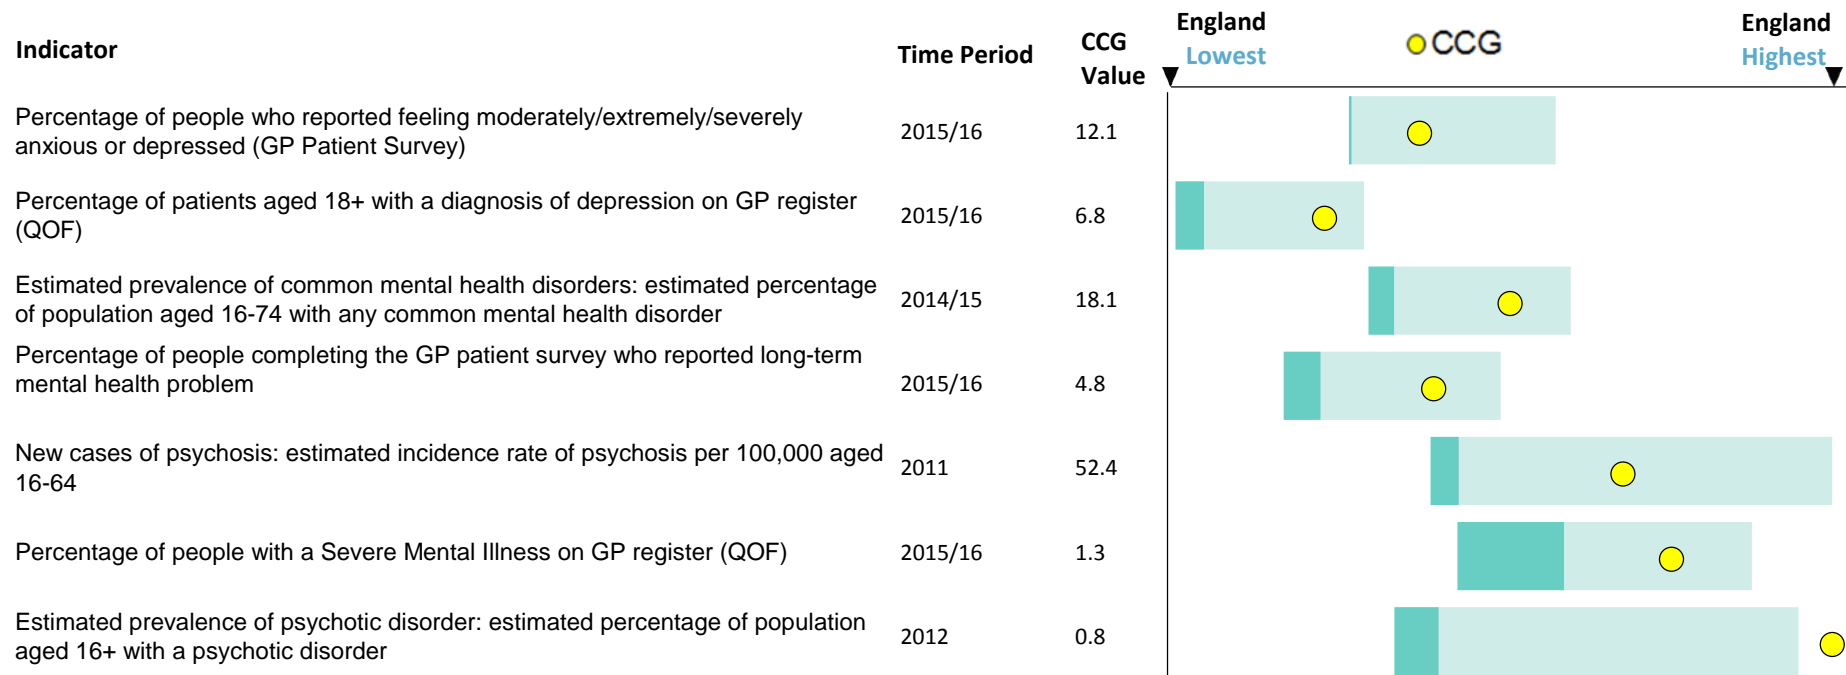 Indicator
Time Period
CCG
Value
England
Lowest
CCG
England
Highest
Percentage of people who reported feeling moderately/extremely/severely
anxious or depressed (GP Patient Survey)
2015/16
12.1
Percentage of patients aged 18+ with a diagnosis of depression on GP register
(QOF)
2015/16
6.8
Estimated prevalence of common mental health disorders: estimated percentage
of population aged 16-74 with any common mental health disorder
2014/15
18.1
Percentage of people completing the GP patient survey who reported long-term
mental health problem
2015/16
4.8
New cases of psychosis: estimated incidence rate of psychosis per 100,000 aged
16-64
2011
52.4
Percentage of people with a Severe Mental Illness on GP register (QOF)
2015/16
1.3
Estimated prevalence of psychotic disorder: estimated percentage of population
aged 16+ with a psychotic disorder
2012
0.8